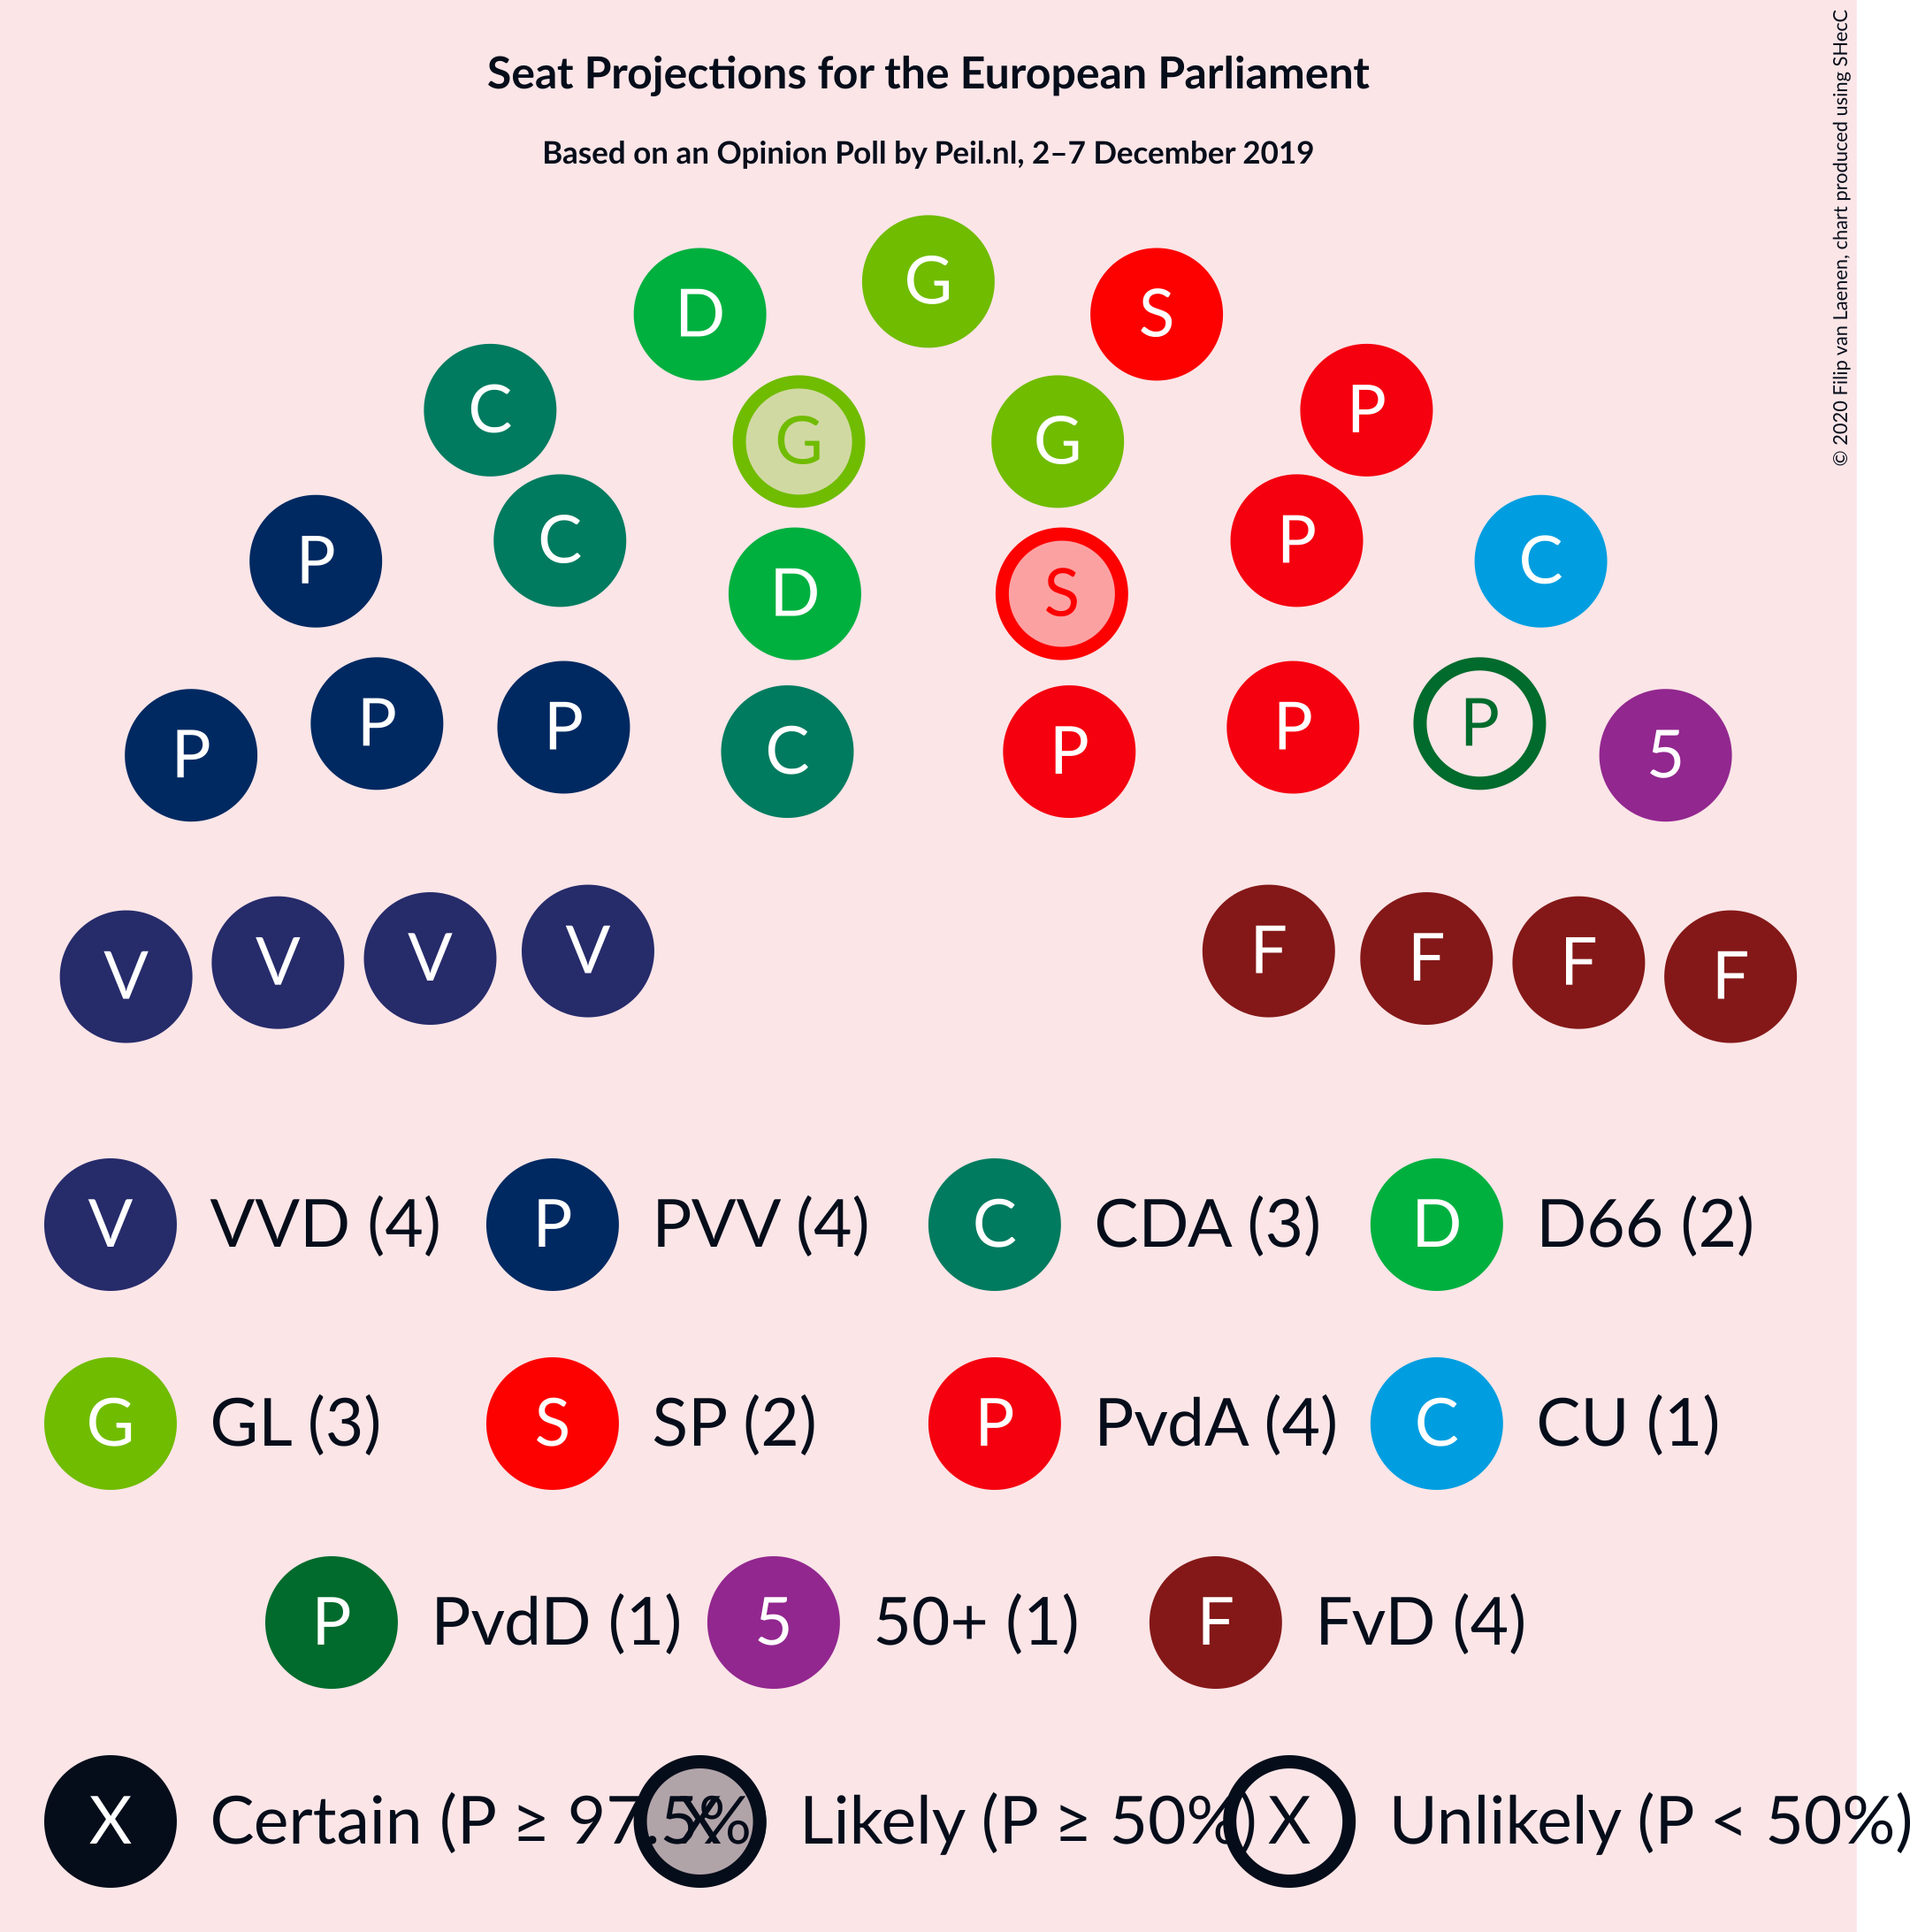 Seat Projections for the European Parliament
Based on an Opinion Poll by Peil.nl, 2–7 December 2019
© 2020 Filip van Laenen, chart produced using SHecC
G
D S
C P
G G
P C P C
D S
P P P C P P P 5
V V V V F F F F
V VVD (4) P PVV (4) C CDA (3) D D66 (2)
G GL (3) S SP (2) P PvdA (4) C CU (1)
P PvdD (1) 5 50+ (1) F FvD (4)
X Certain (P ≥ 97.5% X Likely (P ≥ 50%) X Unlikely (P < 50%)